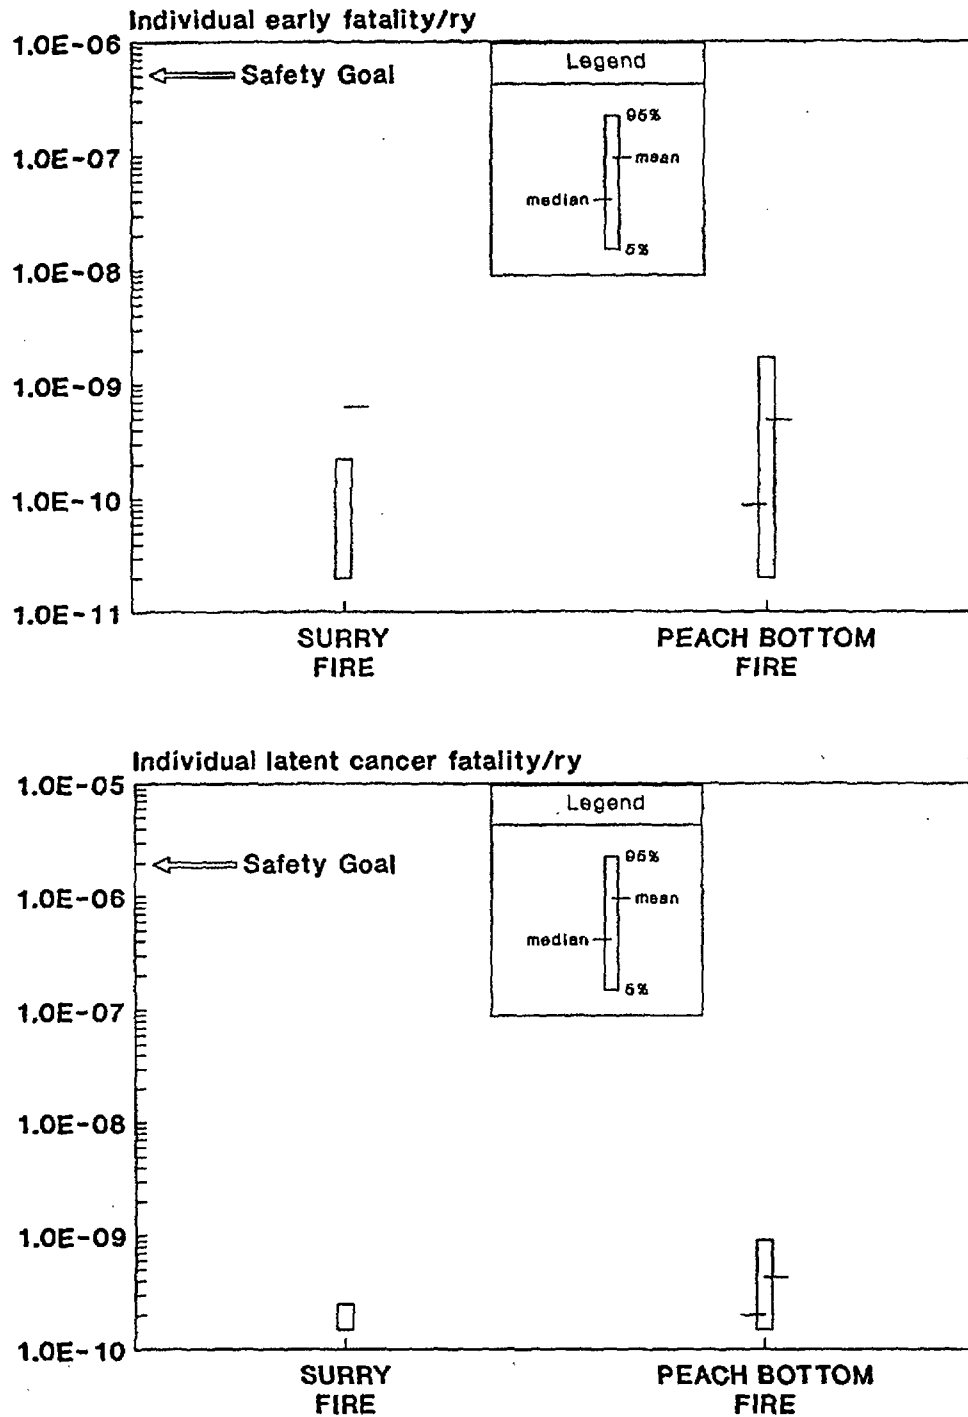 Individual early fatality/ry
1.0E-06
Safety Goal
Legend
95%
mean
median
5%
1.0E-07
1.0E-08
1.0E-09
1.0E-10
1.0E-11
SURRY
FIRE
PEACH BOTTOM
FIRE
Individual latent cancer fatality/ry
1.0E-05
Safety Goal
Legend
95%
mean
median
5%
1.0E-06
1.0E-07
1.0E-08
1.0E-09
1.0E-10
SURRY
FIRE
PEACH BOTTOM
FIRE